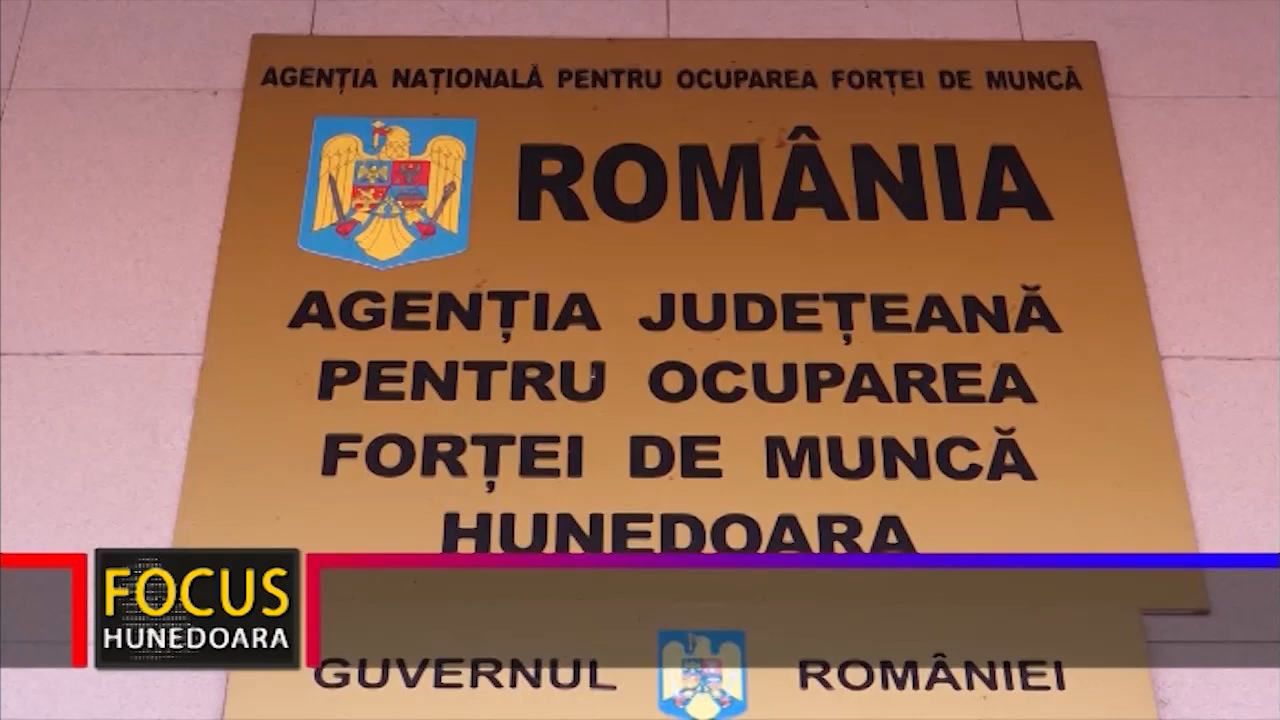 AGENȚIA NAȚIONALĂ PENTRU OCUPAREA FORȚEI DE MUNCĂ
ROMÂNIA
AGENȚIA JUDEȚEANĂ
PENTRU OCUPAREA
FORȚEI DE MUNCĂ
HUNEDOARA
FOCUS
HUNEDOARA
GUVERNUL ROMÂNIEI